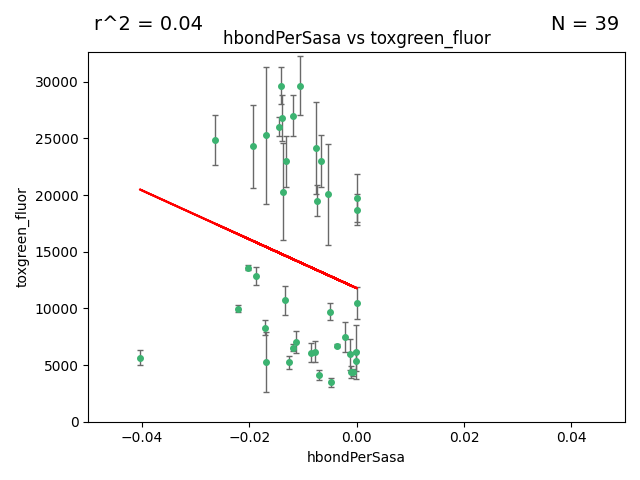 r^2 = 0.04
N = 39
hbondPerSasa vs toxgreen_fluor
30000
25000
20000
15000
10000
5000
0
toxgreen_fluor
−0.04
−0.02
0.00
0.02
0.04
hbondPerSasa